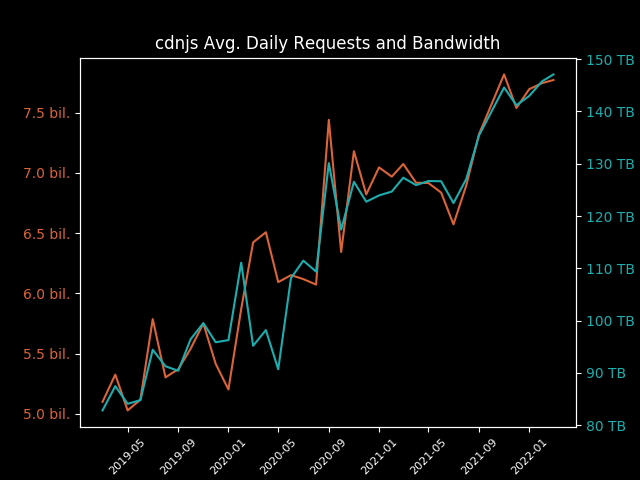 cdnjs Avg. Daily Requests and Bandwidth
150 TB
7.5 bil.
140 TB
7.0 bil.
130 TB
6.5 bil.
120 TB
6.0 bil.
110 TB
5.5 bil.
100 TB
5.0 bil.
90 TB
80 TB
2019-05
2019-09
2020-01
2020-05
2020-09
2021-01
2021-05
2021-09
2022-01